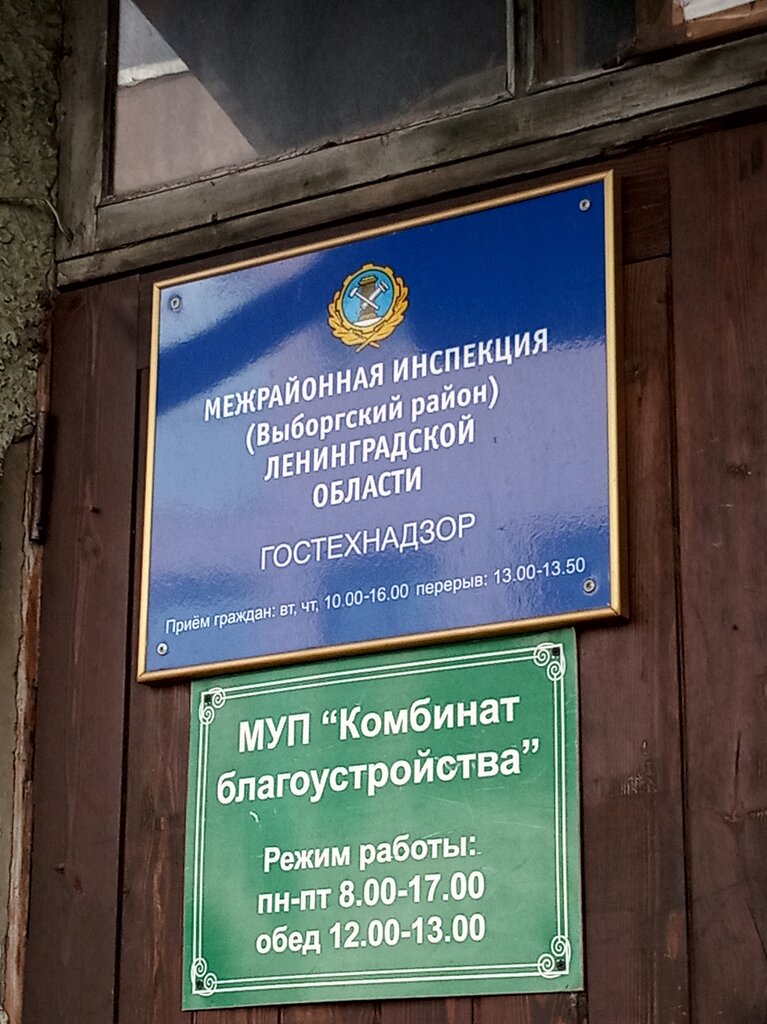 МЕЖРАЙОННАЯ ИНСПЕКЦИЯ
(Выборгский район)
ЛЕНИНГРАДСКОЙ
ОБЛАСТИ
ГОСТЕХНАДЗОР
Приём граждан: вт, чт, 10.00-16.00 перерыв: 13.00-13.50
МУП “Комбинат
благоустройства”
Режим работы:
пн-пт 8.00-17.00
обед 12.00-13.00